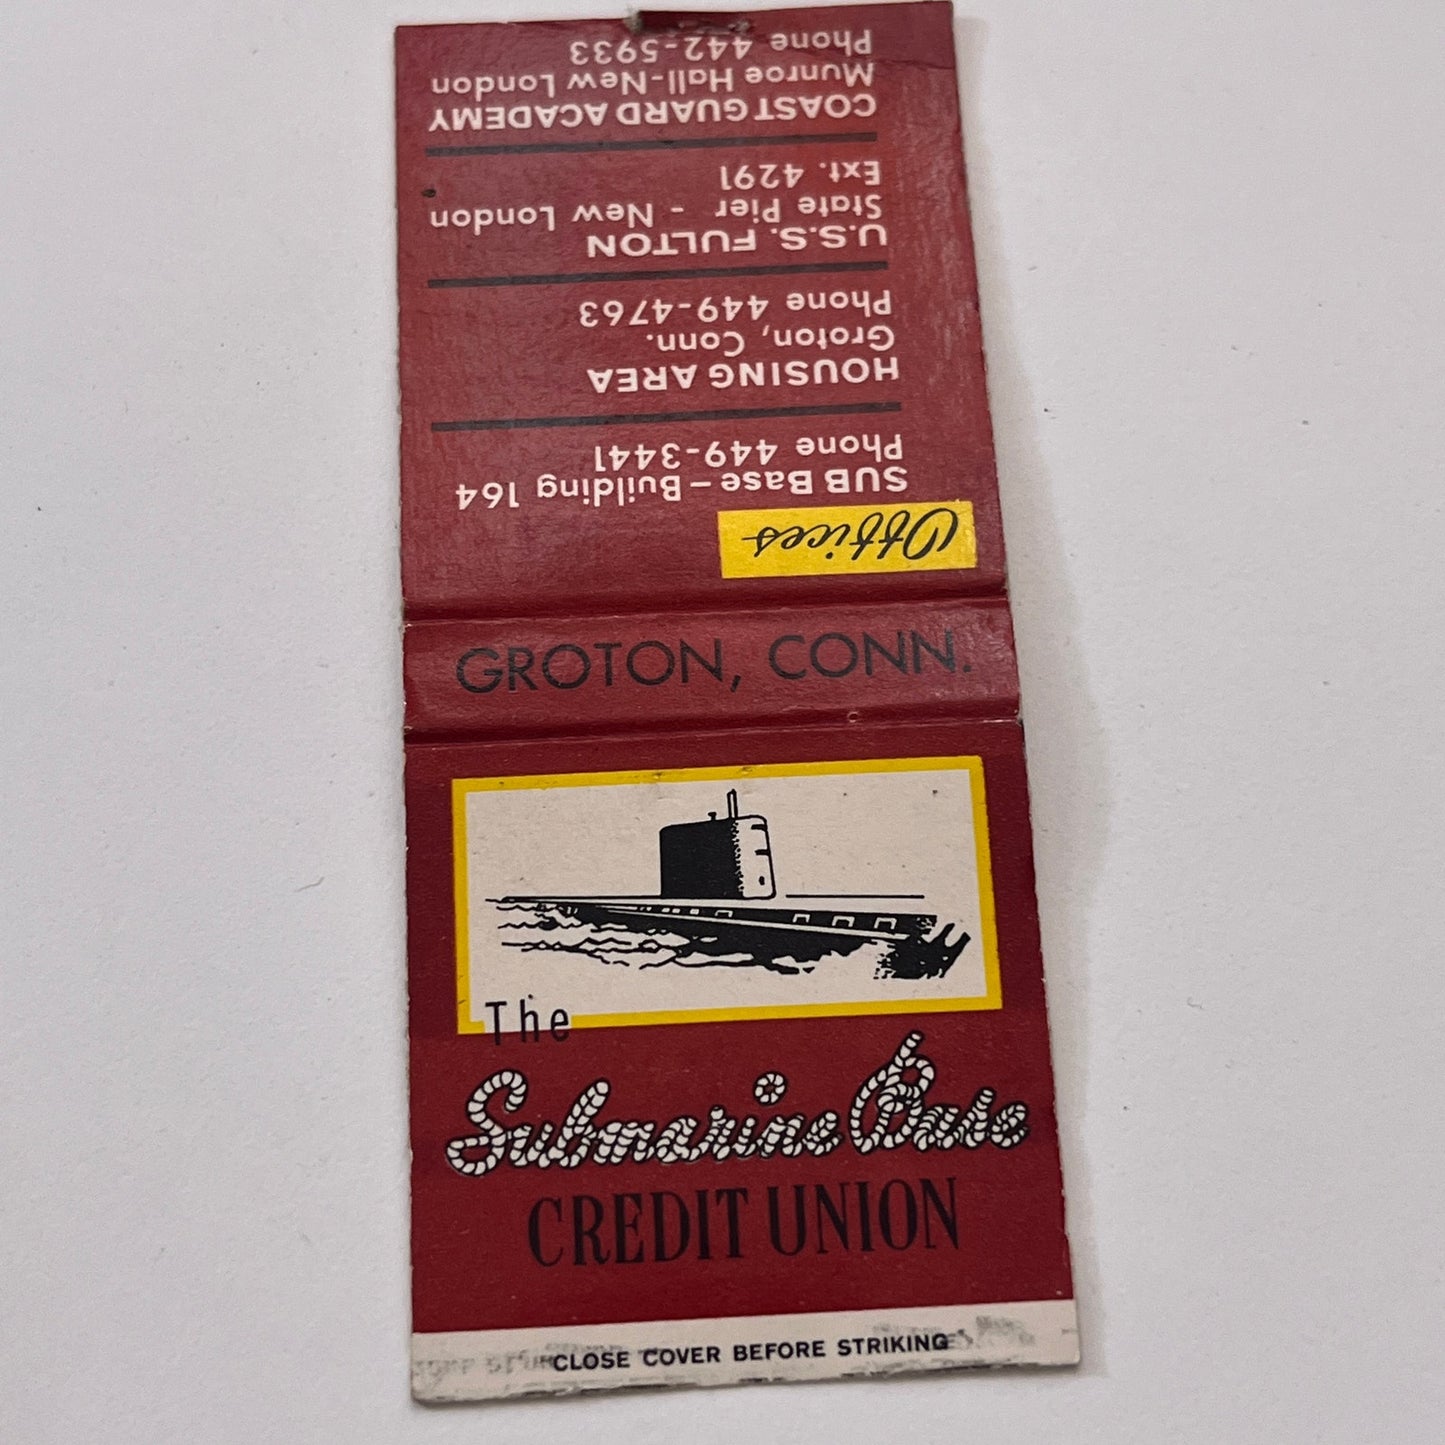 The
Submarine Base
CREDIT UNION
CLOSE COVER BEFORE STRIKING
GROTON, CONN.
Offices
SUB Base – Building 164
Phone 449-3441
HOUSING AREA
Groton, Conn.
Phone 449-4763
U.S.S. FULTON
State Pier - New London
Ext. 4291
COAST GUARD ACADEMY
Munroe Hall-New London
Phone 442-5933